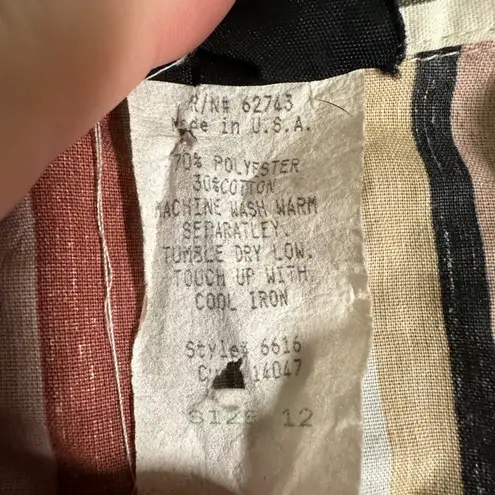 R/N# 62743
Made in U.S.A.
70% POLYESTER
30%COTTON
MACHINE WASH WARM
SEPARATLEY.
TUMBLE DRY LOW.
TOUCH UP WITH
COOL IRON
Style# 6616
14047
SIZE 12